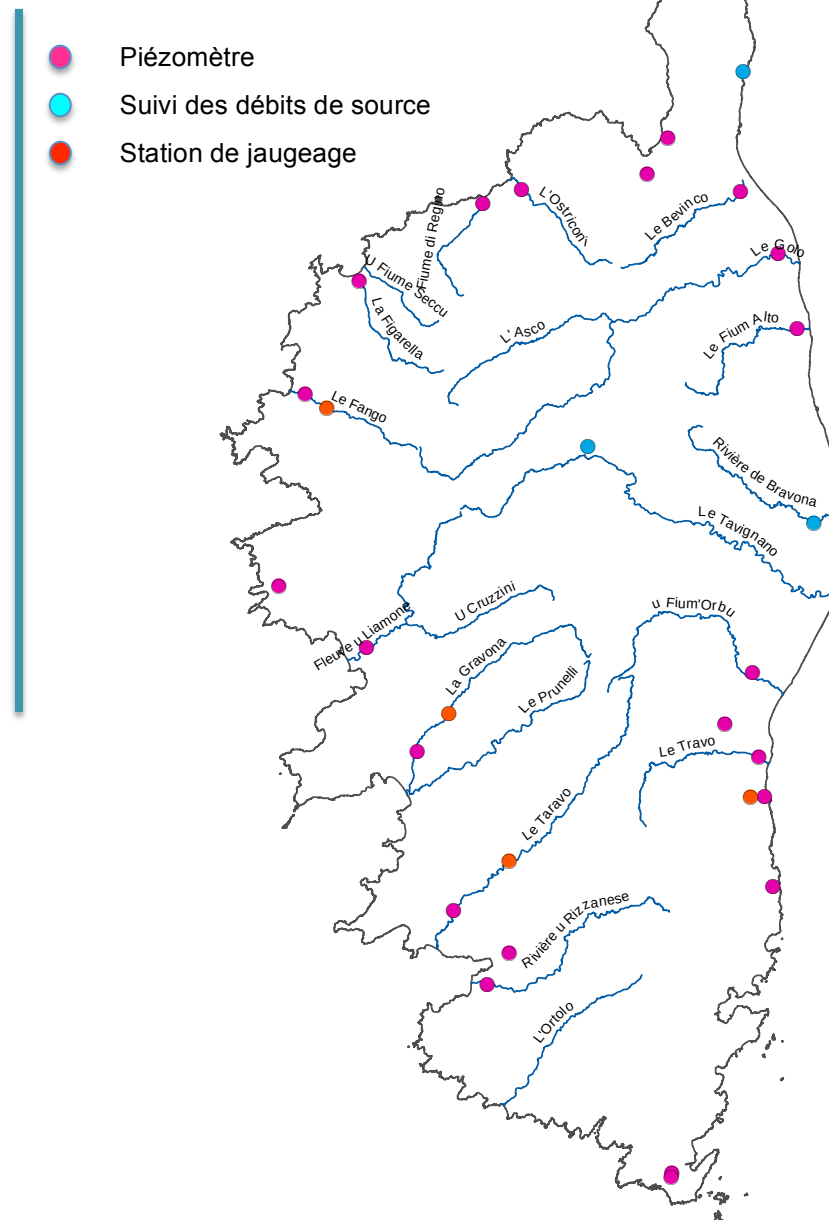 Piézomètre
Suivi des débits de source
Station de jaugeage
L'Ostriconi
Le Bevinco
Fiume di Regino
Le Golo
U Fiume Seccu
La Figarella
L'Asco
Le Fium Alto
Le Fango
Rivière de Bravona
Le Tavignano
U Cruzzini
u Fium'Orbu
Fleuve u Liamone
La Gravona
Le Prunelli
Le Travo
Le Taravo
Rivière u Rizzanese
L'Ortolo